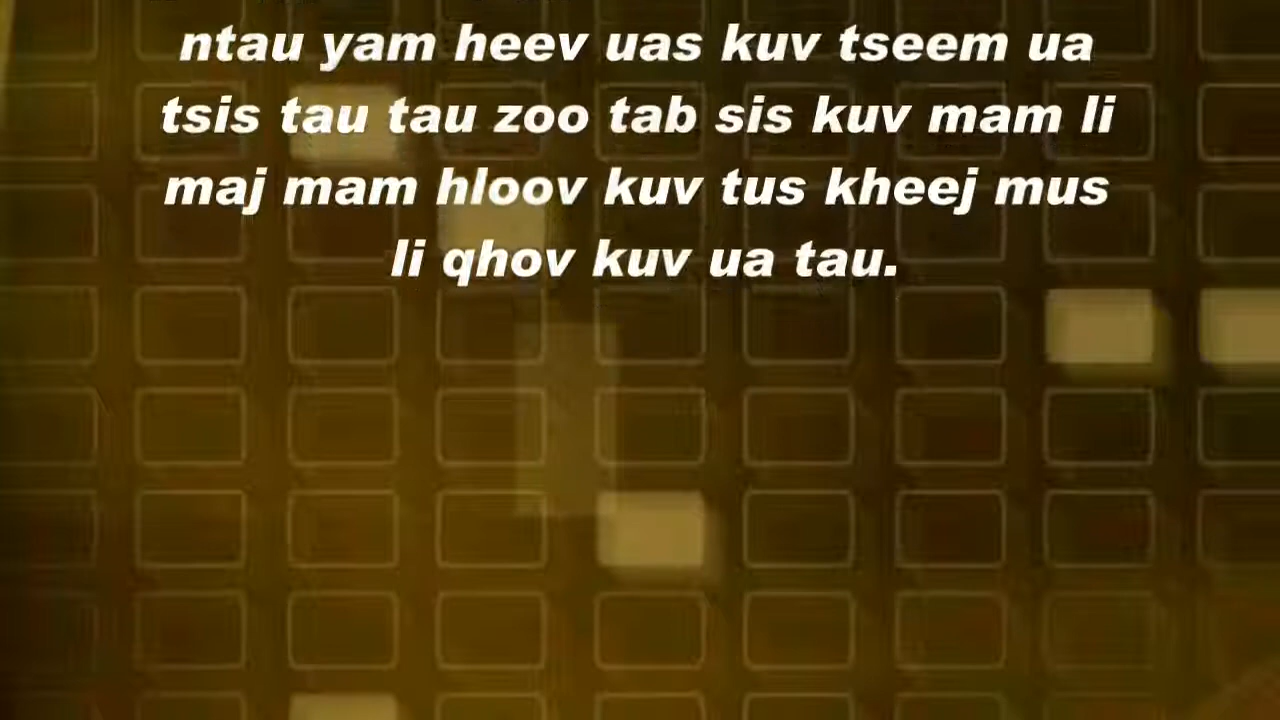 ntau yam heev uas kuv tseem ua
tsis tau tau zoo tab sis kuv mam li
maj mam hloov kuv tus kheej mus
li qhov kuv ua tau.